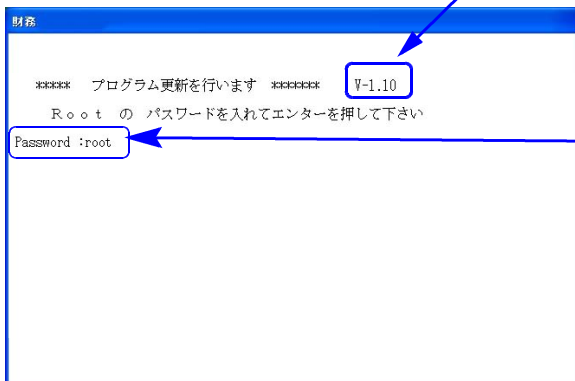 財務
***** プログラム更新を行います ******* V-1.10
Ｒｏｏｔ の パスワードを入れてエンターを押して下さい
Password :root